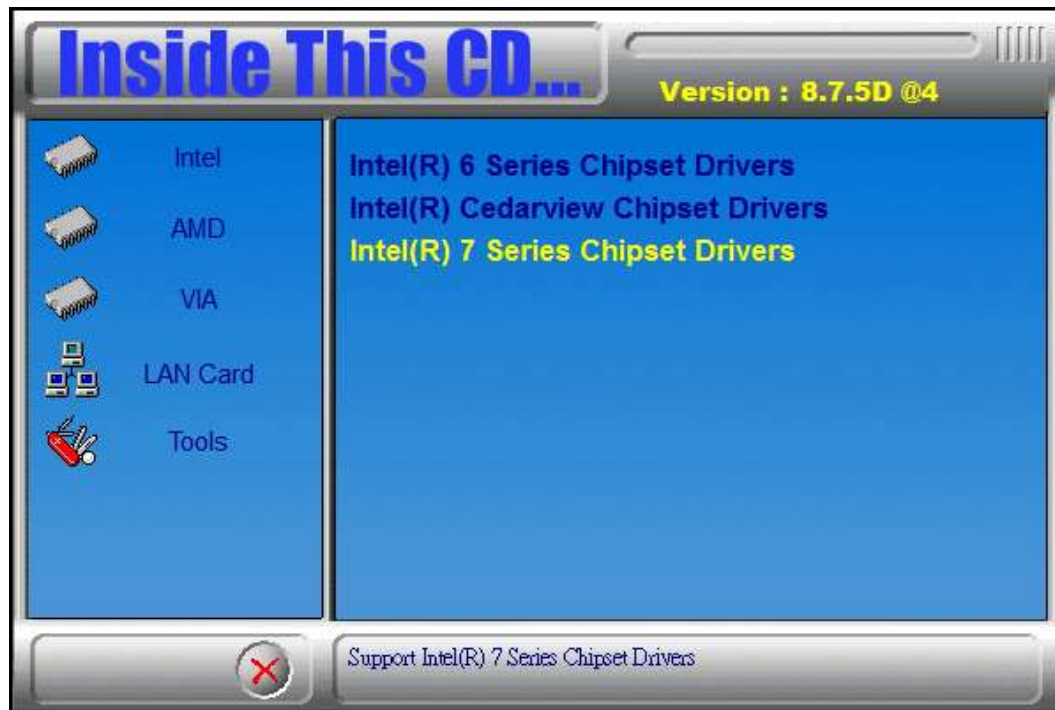 Inside This CD...
Version : 8.7.5D @4
Intel
AMD
VIA
LAN Card
Tools
Intel(R) 6 Series Chipset Drivers
Intel(R) Cedarview Chipset Drivers
Intel(R) 7 Series Chipset Drivers
Support Intel(R) 7 Series Chipset Drivers